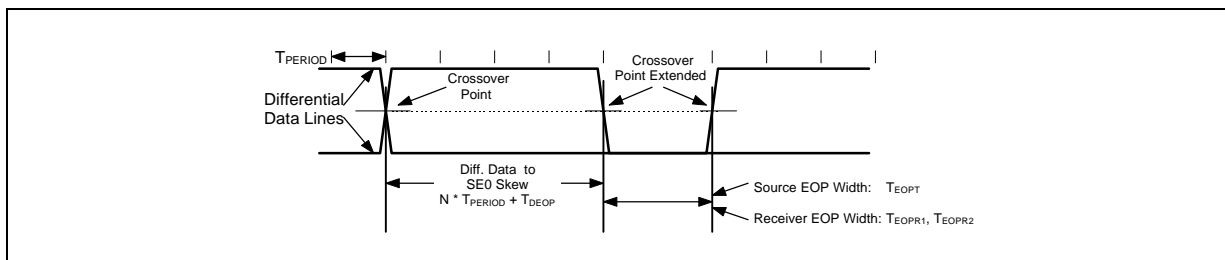 TPERIOD
Differential
Data Lines
Crossover
Point
Crossover
Point Extended
Diff. Data to
SE0 Skew
N * TPERIOD + TDEOP
Source EOP Width: TEOPT
Receiver EOP Width: TEOPR1, TEOPR2